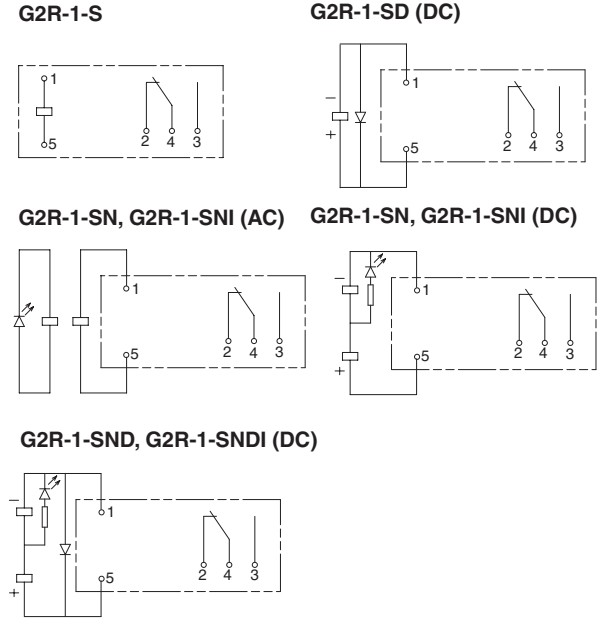 G2R-1-S
1
5
2 4 3
G2R-1-SD (DC)
−
+
1
5
2 4 3
G2R-1-SN, G2R-1-SNI (AC)
1
5
2 4 3
G2R-1-SN, G2R-1-SNI (DC)
−
+
1
5
2 4 3
G2R-1-SND, G2R-1-SNDI (DC)
−
+
1
5
2 4 3